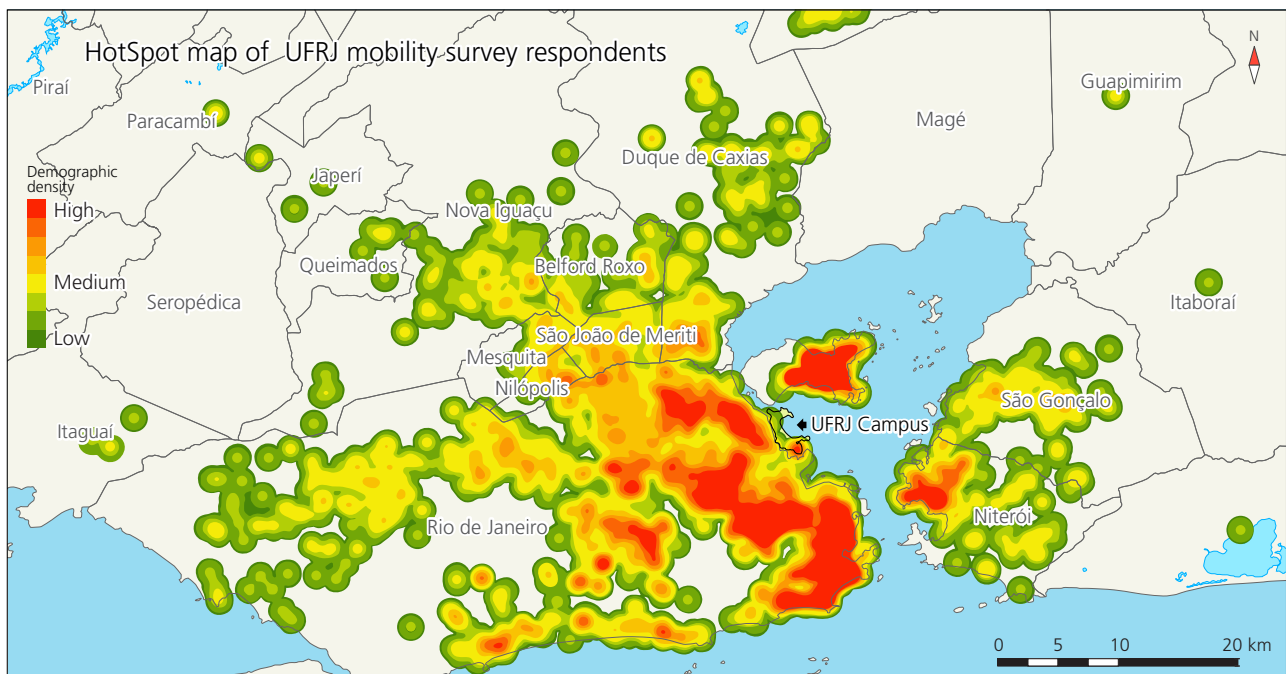 HotSpot map of UFRJ mobility survey respondents
N
Piraí
Guapimirim
Paracambí
Magé
Duque de Caxias
Japerí
Demographic
density
High
Medium
Low
Nova Iguaçu
Queimados
Belford Roxo
Seropédica
Itaboraí
São João de Meriti
Mesquita
Nilópolis
São Gonçalo
UFRJ Campus
Itaguaí
Rio de Janeiro
Niterói
0 5 10 20 km